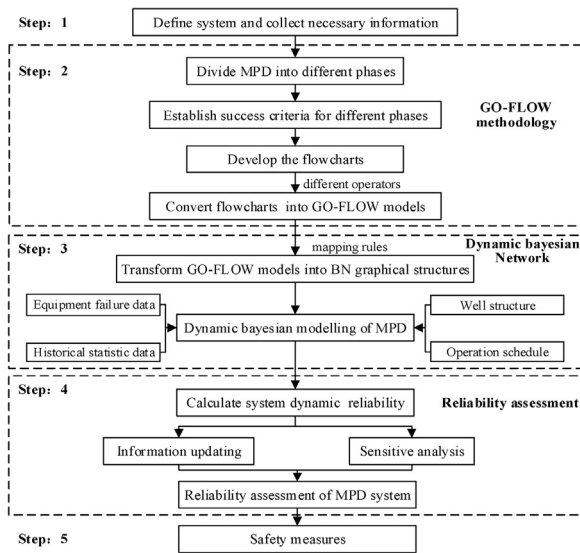 Step: 1
Define system and collect necessary information
Step: 2
Divide MPD into different phases
Establish success criteria for different phases
GO-FLOW
methodology
Develop the flowcharts
different operators
Convert flowcharts into GO-FLOW models
Step: 3
mapping rules
Dynamic bayesian
Network
Transform GO-FLOW models into BN graphical structures
Equipment failure data
Well structure
Dynamic bayesian modelling of MPD
Historical statistic data
Operation schedule
Step: 4
Calculate system dynamic reliability
Reliability assessment
Information updating
Sensitive analysis
Reliability assessment of MPD system
Step: 5
Safety measures